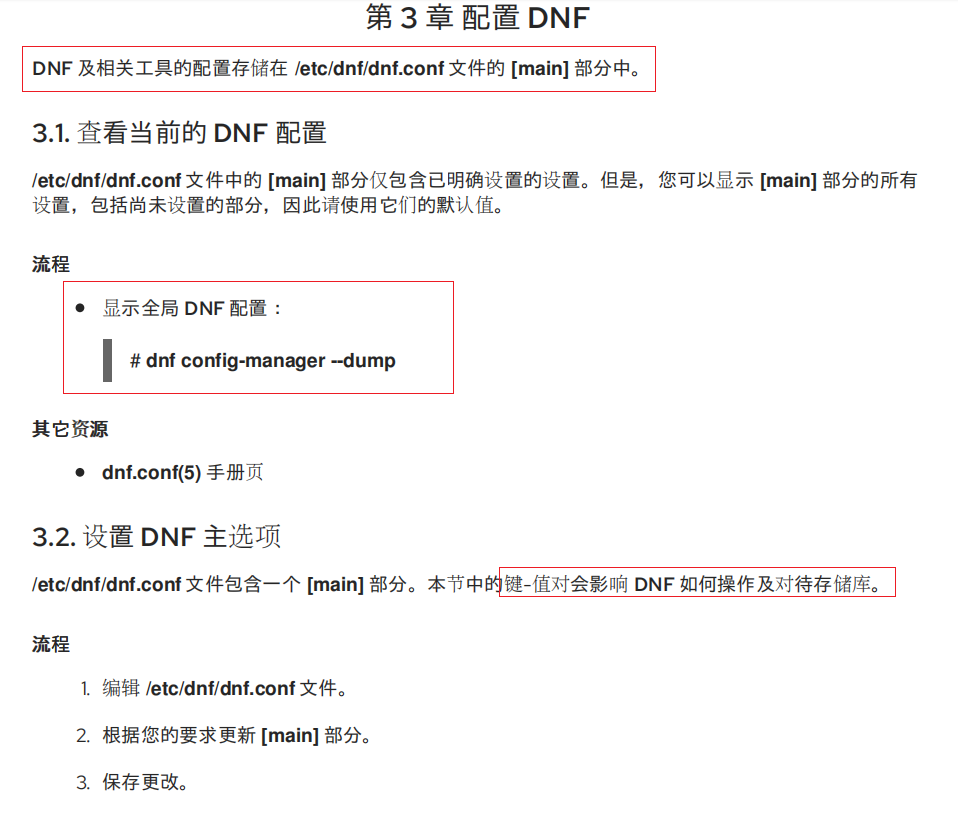 第 3 章 配置 DNF
DNF 及相关工具的配置存储在 /etc/dnf/dnf.conf 文件的 [main] 部分中。
3.1. 查看当前的 DNF 配置
/etc/dnf/dnf.conf 文件中的 [main] 部分仅包含已明确设置的设置。但是，您可以显示 [main] 部分的所有
设置，包括尚未设置的部分，因此请使用它们的默认值。
流程
● 显示全局 DNF 配置：
# dnf config-manager --dump
其它资源
● dnf.conf(5) 手册页
3.2. 设置 DNF 主选项
/etc/dnf/dnf.conf 文件包含一个 [main] 部分。本节中的键-值对会影响 DNF 如何操作及对待存储库。
流程
1. 编辑 /etc/dnf/dnf.conf 文件。
2. 根据您的要求更新 [main] 部分。
3. 保存更改。